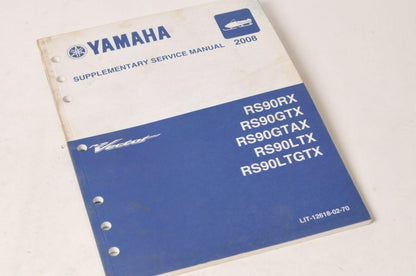 YAMAHA
2008
SUPPLEMENTARY SERVICE MANUAL
RS90RX
RS90GTX
RS90GTAX
RS90LTX
RS90LTGTX
Vector
LIT-12618-02-70